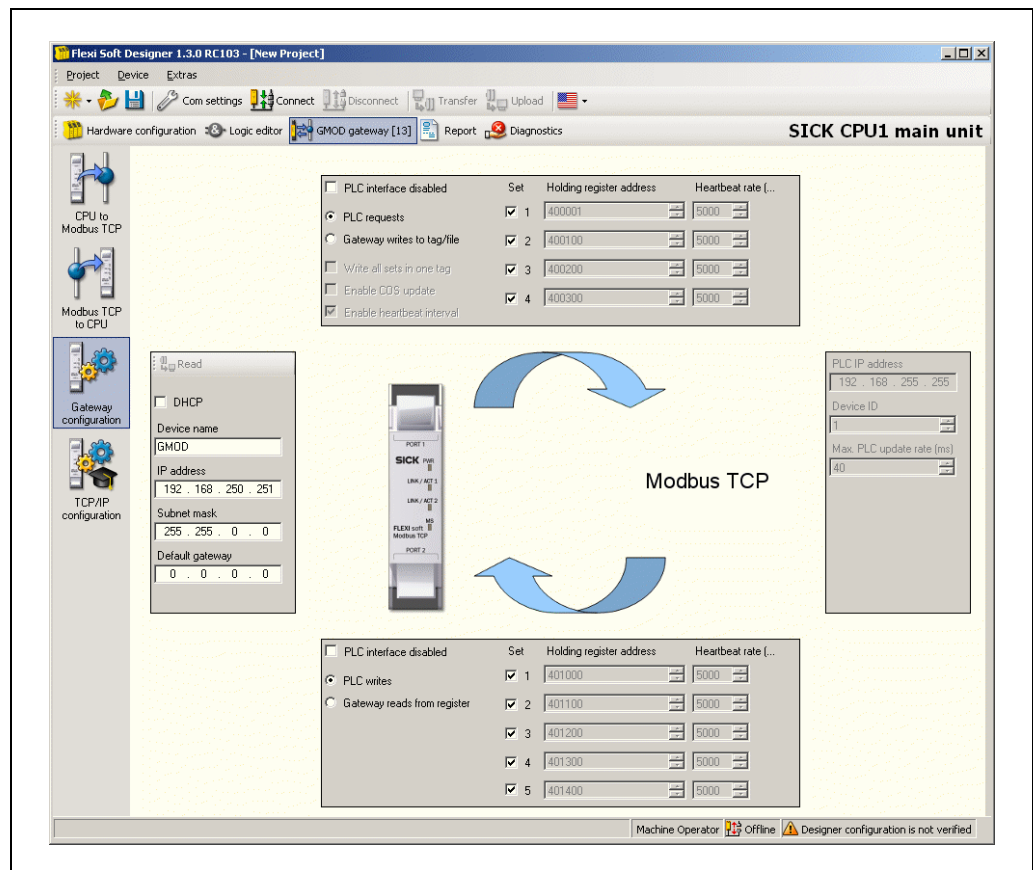 Flexi Soft Designer 1.3.0 RC103 - [New Project]
Project Device Extras
Com settings Connect Disconnect Transfer Upload
Hardware configuration Logic editor GMOD gateway [13] Report Diagnostics SICK CPU1 main unit
CPU to
Modbus TCP
Modbus TCP
to CPU
Gateway
configuration
TCP/IP
configuration
PLC interface disabled Set Holding register address Heartbeat rate (...
PLC requests 1 400001 5000
Gateway writes to tag/file 2 400100 5000
Write all sets in one tag 3 400200 5000
Enable COS update
4 400300 5000
Enable heartbeat interval
Read
DHCP
Device name
GMOD
IP address
192 . 168 . 250 . 251
Subnet mask
255 . 255 . 0 . 0
Default gateway
0 . 0 . 0 . 0
PORT 1
SICK PWR
LINK / ACT 1
LINK / ACT 2
MS
FLEXI soft
Modbus TCP
PORT 2
Modbus TCP
PLC IP address
192 . 168 . 255 . 255
Device ID
1
Max. PLC update rate (ms)
40
PLC interface disabled Set Holding register address Heartbeat rate (...
PLC writes 1 401000 5000
Gateway reads from register 2 401100 5000
3 401200 5000
4 401300 5000
5 401400 5000
Machine Operator Offline Designer configuration is not verified